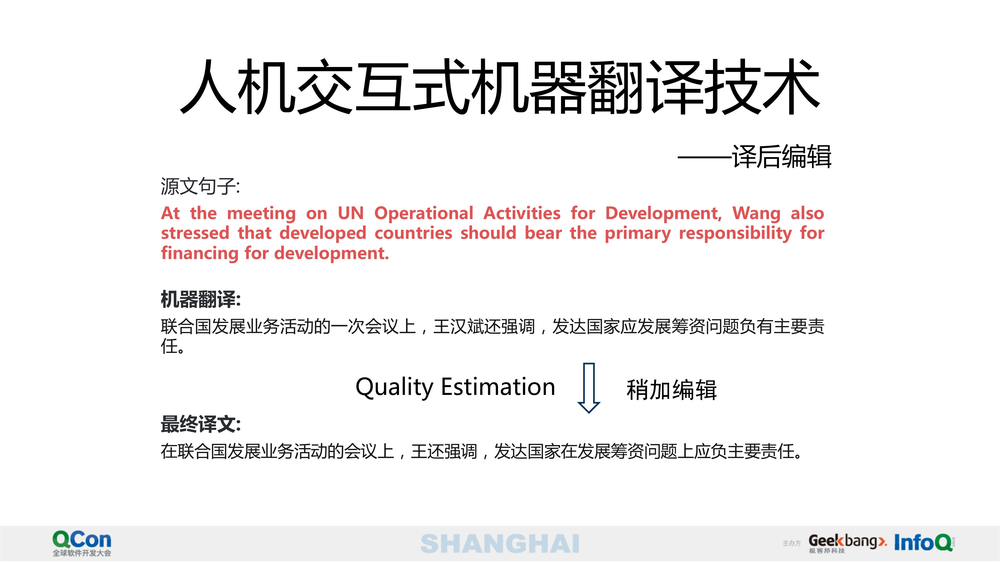 人机交互式机器翻译技术
——译后编辑
源文句子:
At the meeting on UN Operational Activities for Development, Wang also
stressed that developed countries should bear the primary responsibility for
financing for development.
机器翻译:
联合国发展业务活动的一次会议上，王汉斌还强调，发达国家应发展筹资问题负有主要责
任。
Quality Estimation
稍加编辑
最终译文:
在联合国发展业务活动的会议上，王还强调，发达国家在发展筹资问题上应负主要责任。
QCon
全球软件开发大会
SHANGHAI
主办方
Geekbang>.
极客邦科技
InfoQ